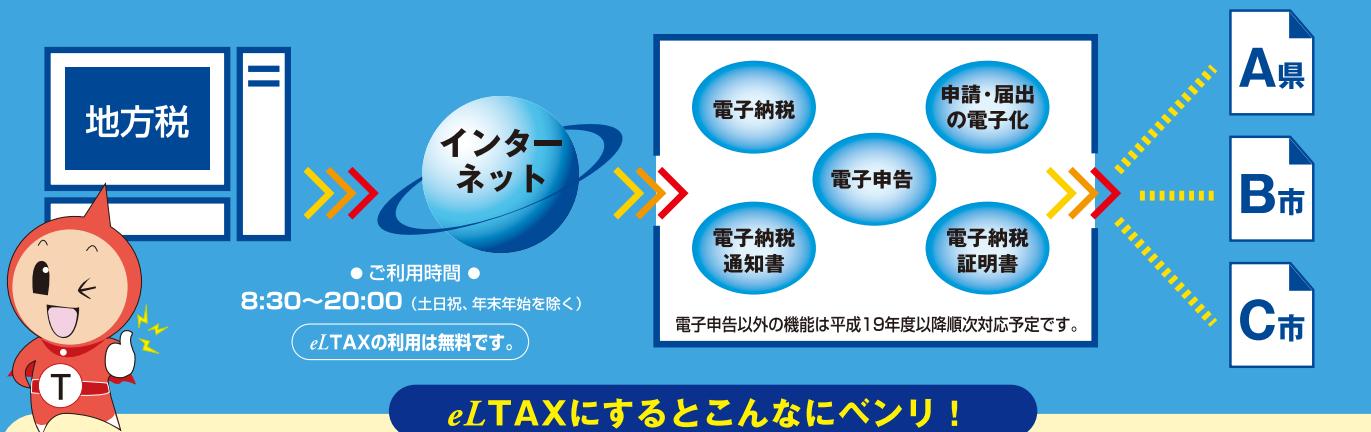 地方税
インター
ネット
● ご利用時間 ●
8:30〜20:00（土日祝、年末年始を除く）
eLTAXの利用は無料です。
電子納税
申請・届出
の電子化
電子申告
電子納税
通知書
電子納税
証明書
電子申告以外の機能は平成19年度以降順次対応予定です。
A県
B市
C市
T
eLTAXにするとこんなにベンリ！